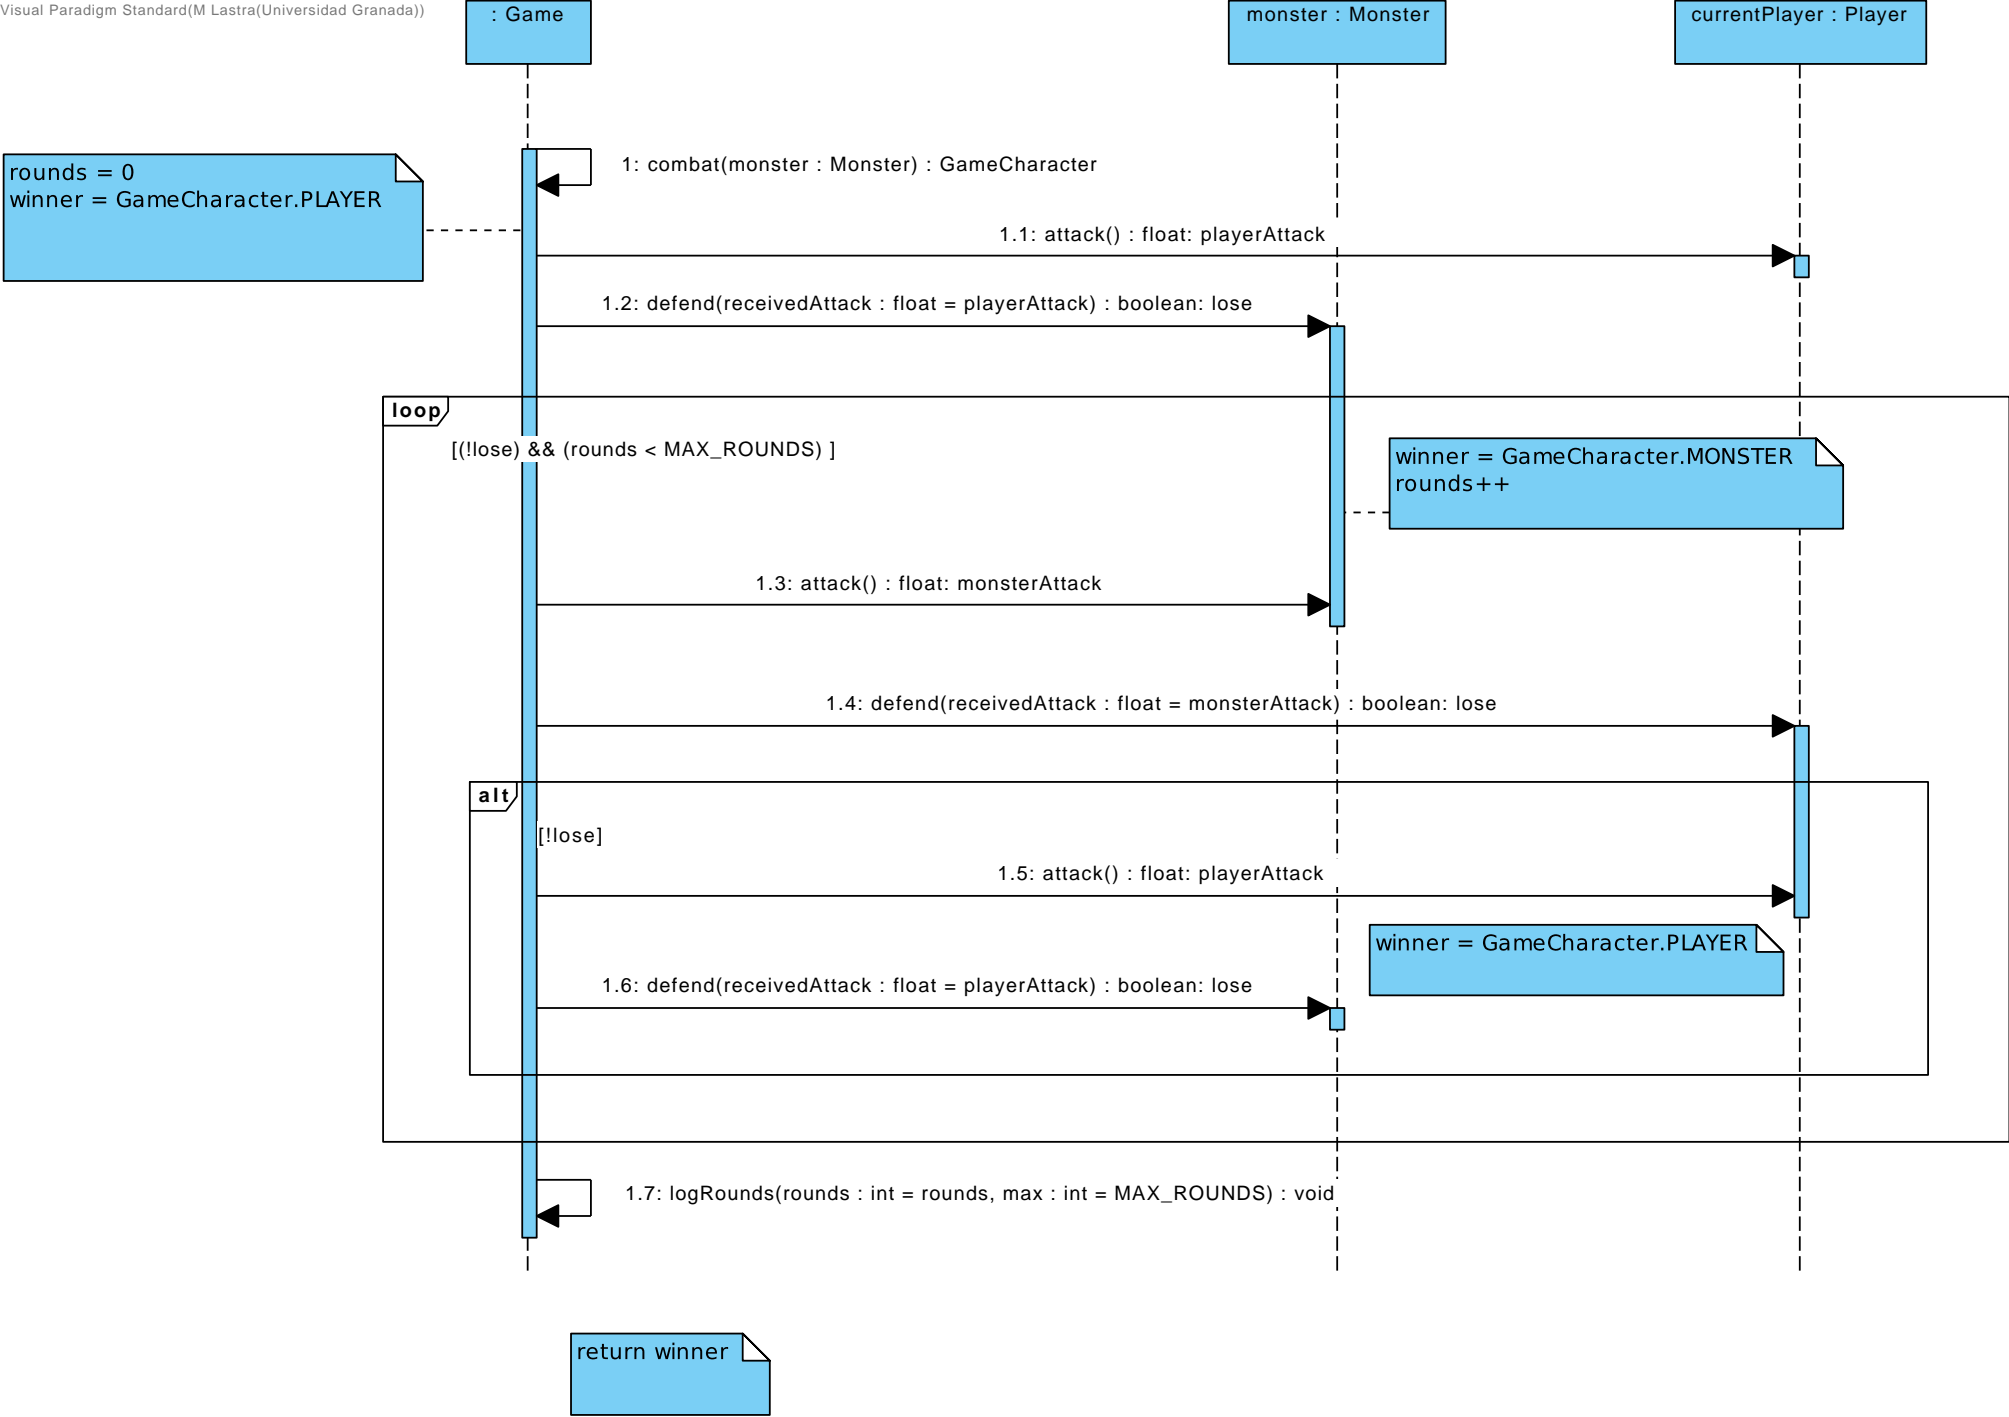 Visual Paradigm Standard(M Lastra(Universidad Granada))
: Game
monster : Monster
currentPlayer : Player
rounds = 0
winner = GameCharacter.PLAYER
1: combat(monster : Monster) : GameCharacter
1.1: attack() : float: playerAttack
1.2: defend(receivedAttack : float = playerAttack) : boolean: lose
loop
[(!lose) && (rounds < MAX_ROUNDS) ]
winner = GameCharacter.MONSTER
rounds++
1.3: attack() : float: monsterAttack
1.4: defend(receivedAttack : float = monsterAttack) : boolean: lose
alt
[!lose]
1.5: attack() : float: playerAttack
winner = GameCharacter.PLAYER
1.6: defend(receivedAttack : float = playerAttack) : boolean: lose
1.7: logRounds(rounds : int = rounds, max : int = MAX_ROUNDS) : void
return winner